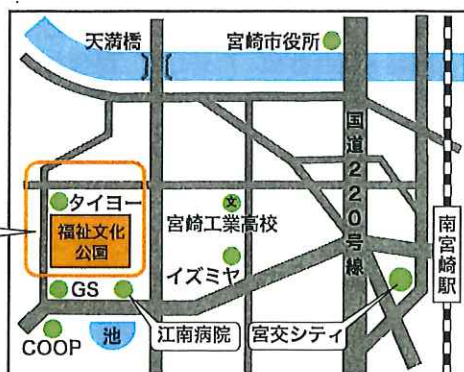 天満橋
宮崎市役所
国道220号線
タイヨー
福祉文化
公園
文
宮崎工業高校
イズミヤ
南宮崎駅
GS
江南病院
宮交シティ
COOP
池